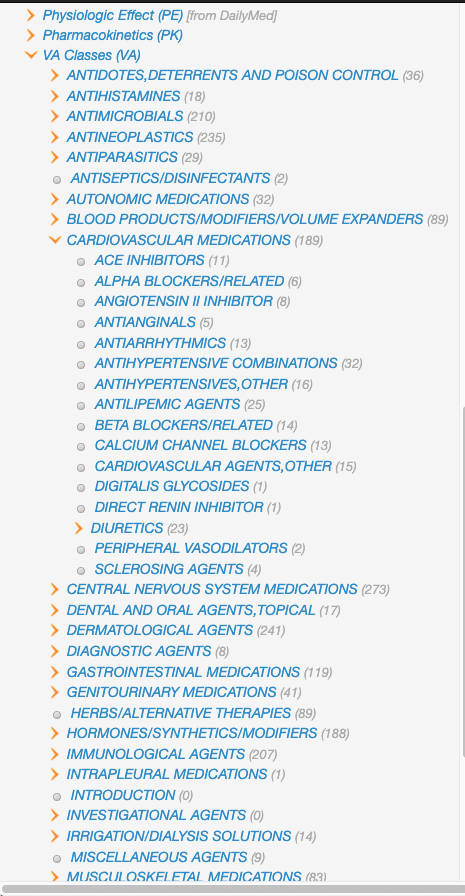 Physiologic Effect (PE) [from DailyMed]
Pharmacokinetics (PK)
VA Classes (VA)
ANTIDOTES,DETERRENTS AND POISON CONTROL (36)
ANTIHISTAMINES (18)
ANTIMICROBIALS (210)
ANTINEOPLASTICS (235)
ANTIPARASITICS (29)
ANTISEPTICS/DISINFECTANTS (2)
AUTONOMIC MEDICATIONS (32)
BLOOD PRODUCTS/MODIFIERS/VOLUME EXPANDERS (89)
CARDIOVASCULAR MEDICATIONS (189)
ACE INHIBITORS (11)
ALPHA BLOCKERS/RELATED (6)
ANGIOTENSIN II INHIBITOR (8)
ANTIANGINALS (5)
ANTIARRHYTHMICS (13)
ANTIHYPERTENSIVE COMBINATIONS (32)
ANTIHYPERTENSIVES,OTHER (16)
ANTILIPEMIC AGENTS (25)
BETA BLOCKERS/RELATED (14)
CALCIUM CHANNEL BLOCKERS (13)
CARDIOVASCULAR AGENTS,OTHER (15)
DIGITALIS GLYCOSIDES (1)
DIRECT RENIN INHIBITOR (1)
DIURETICS (23)
PERIPHERAL VASODILATORS (2)
SCLEROSING AGENTS (4)
CENTRAL NERVOUS SYSTEM MEDICATIONS (273)
DENTAL AND ORAL AGENTS,TOPICAL (17)
DERMATOLOGICAL AGENTS (241)
DIAGNOSTIC AGENTS (8)
GASTROINTESTINAL MEDICATIONS (119)
GENITOURINARY MEDICATIONS (41)
HERBS/ALTERNATIVE THERAPIES (89)
HORMONES/SYNTHETICS/MODIFIERS (188)
IMMUNOLOGICAL AGENTS (207)
INTRAPLEURAL MEDICATIONS (1)
INTRODUCTION (0)
INVESTIGATIONAL AGENTS (0)
IRRIGATION/DIALYSIS SOLUTIONS (14)
MISCELLANEOUS AGENTS (9)
MUSCULOSKELETAL MEDICATIONS (83)